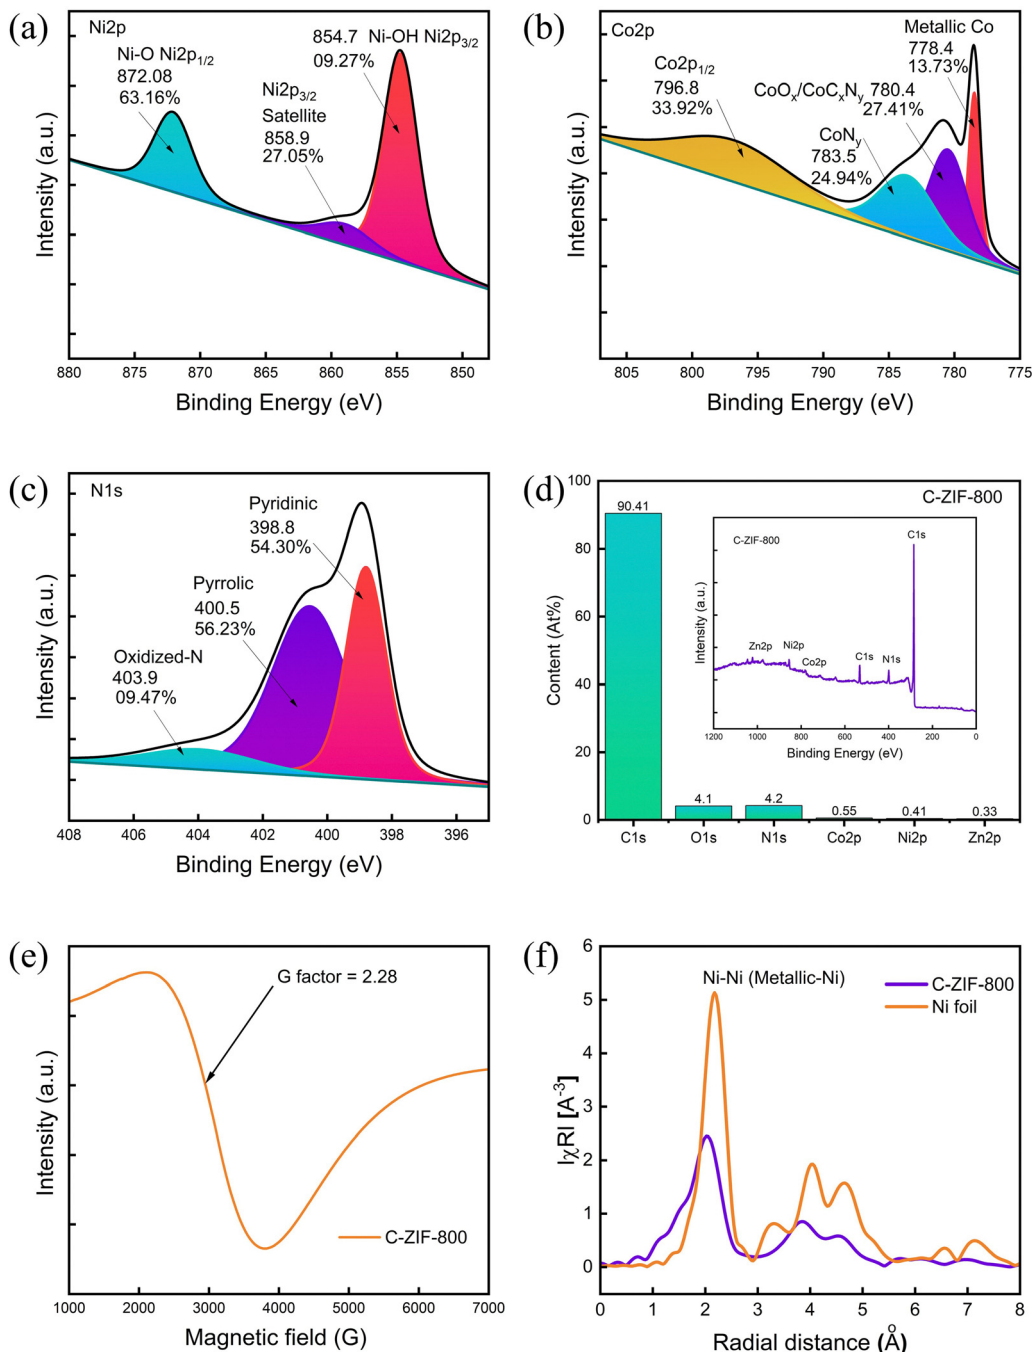 (a)
Ni2p
Ni-O Ni2p1/2
872.08
63.16%
Ni2p3/2
Satellite
858.9
27.05%
854.7 Ni-OH Ni2p3/2
09.27%
Intensity (a.u.)
880 875 870 865 860 855 850
Binding Energy (eV)
(b)
Co2p
Co2p1/2
796.8
33.92%
CoOx/CoCxNy 780.4
27.41%
CoNy
783.5
24.94%
Metallic Co
778.4
13.73%
Intensity (a.u.)
805 800 795 790 785 780 775
Binding Energy (eV)
(c)
N1s
Pyridinic
398.8
54.30%
Pyrrolic
400.5
56.23%
Oxidized-N
403.9
09.47%
Intensity (a.u.)
408 406 404 402 400 398 396
Binding Energy (eV)
(d)
C-ZIF-800
Content (At%)
100
80
60
40
20
0
90.41
4.1
4.2
0.55
0.41
0.33
C1s O1s N1s Co2p Ni2p Zn2p
C-ZIF-800
C1s
Zn2p
Ni2p
Co2p
C1s
N1s
Intensity (a.u.)
1200 1000 800 600 400 200 0
Binding Energy (eV)
(e)
G factor = 2.28
C-ZIF-800
Intensity (a.u.)
1000 2000 3000 4000 5000 6000 7000
Magnetic field (G)
(f)
Ni-Ni (Metallic-Ni)
C-ZIF-800
Ni foil
|χR| [A⁻³]
6
5
4
3
2
1
0
0 1 2 3 4 5 6 7 8
Radial distance (Å)